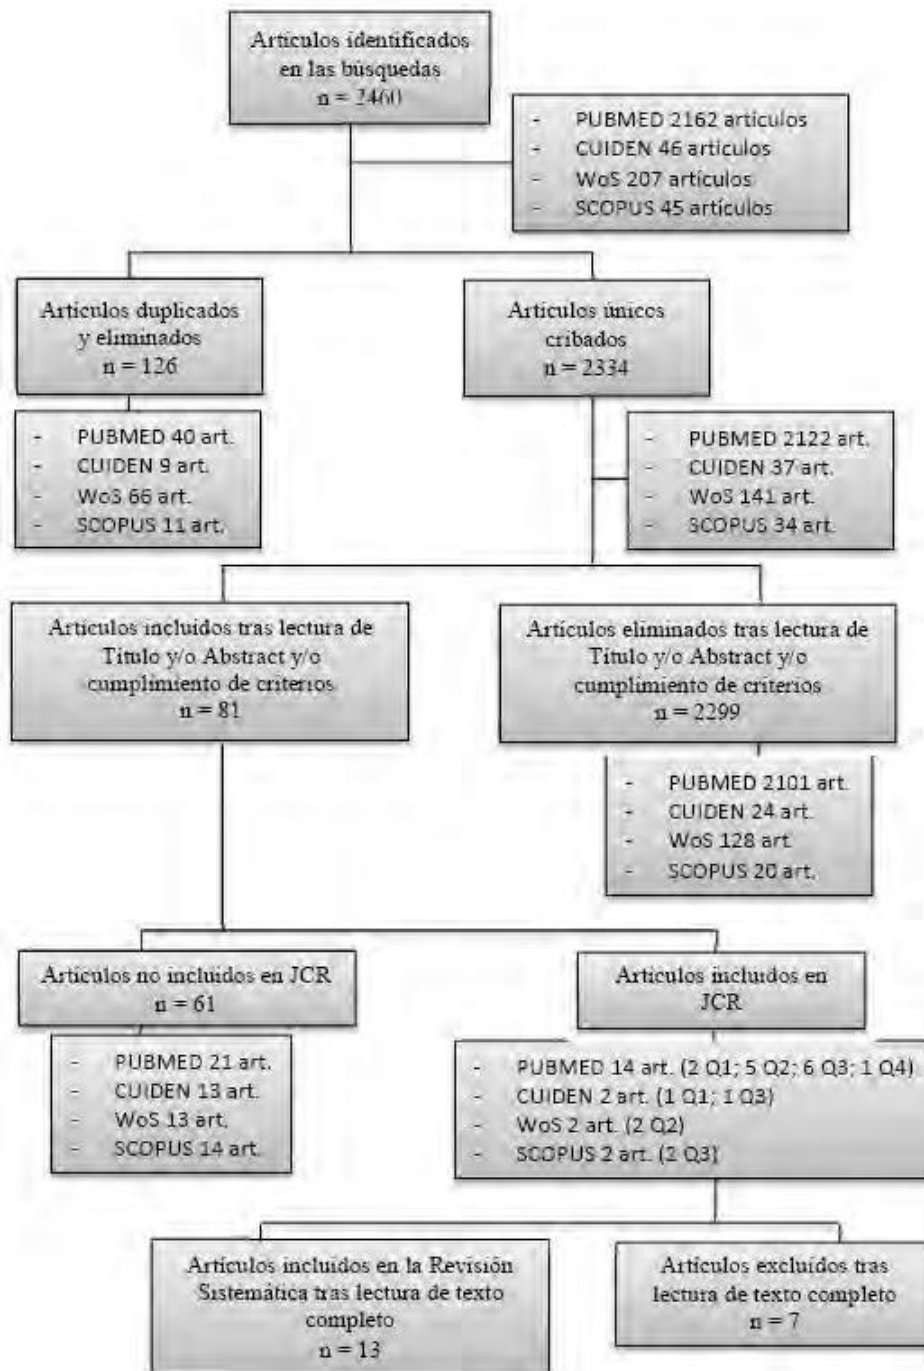 Artículos identificados
en las búsquedas
n = 2460
- PUBMED 2162 artículos
- CUIDEN 46 artículos
- WoS 207 artículos
- SCOPUS 45 artículos
Artículos duplicados
y eliminados
n = 126
Artículos únicos
cribados
n = 2334
- PUBMED 40 art.
- CUIDEN 9 art.
- WoS 66 art.
- SCOPUS 11 art.
- PUBMED 2122 art.
- CUIDEN 37 art.
- WoS 141 art.
- SCOPUS 34 art.
Artículos incluidos tras lectura de
Título y/o Abstract y/o
cumplimiento de criterios
n = 81
Artículos eliminados tras lectura de
Título y/o Abstract y/o
cumplimiento de criterios
n = 2299
- PUBMED 2101 art.
- CUIDEN 24 art.
- WoS 128 art.
- SCOPUS 20 art.
Artículos no incluidos en JCR
n = 61
Artículos incluidos en
JCR
- PUBMED 21 art.
- CUIDEN 13 art.
- WoS 13 art.
- SCOPUS 14 art.
- PUBMED 14 art. (2 Q1; 5 Q2; 6 Q3; 1 Q4)
- CUIDEN 2 art. (1 Q1; 1 Q3)
- WoS 2 art. (2 Q2)
- SCOPUS 2 art. (2 Q3)
Artículos incluidos en la Revisión
Sistemática tras lectura de texto
completo
n = 13
Artículos excluidos tras
lectura de texto completo
n = 7